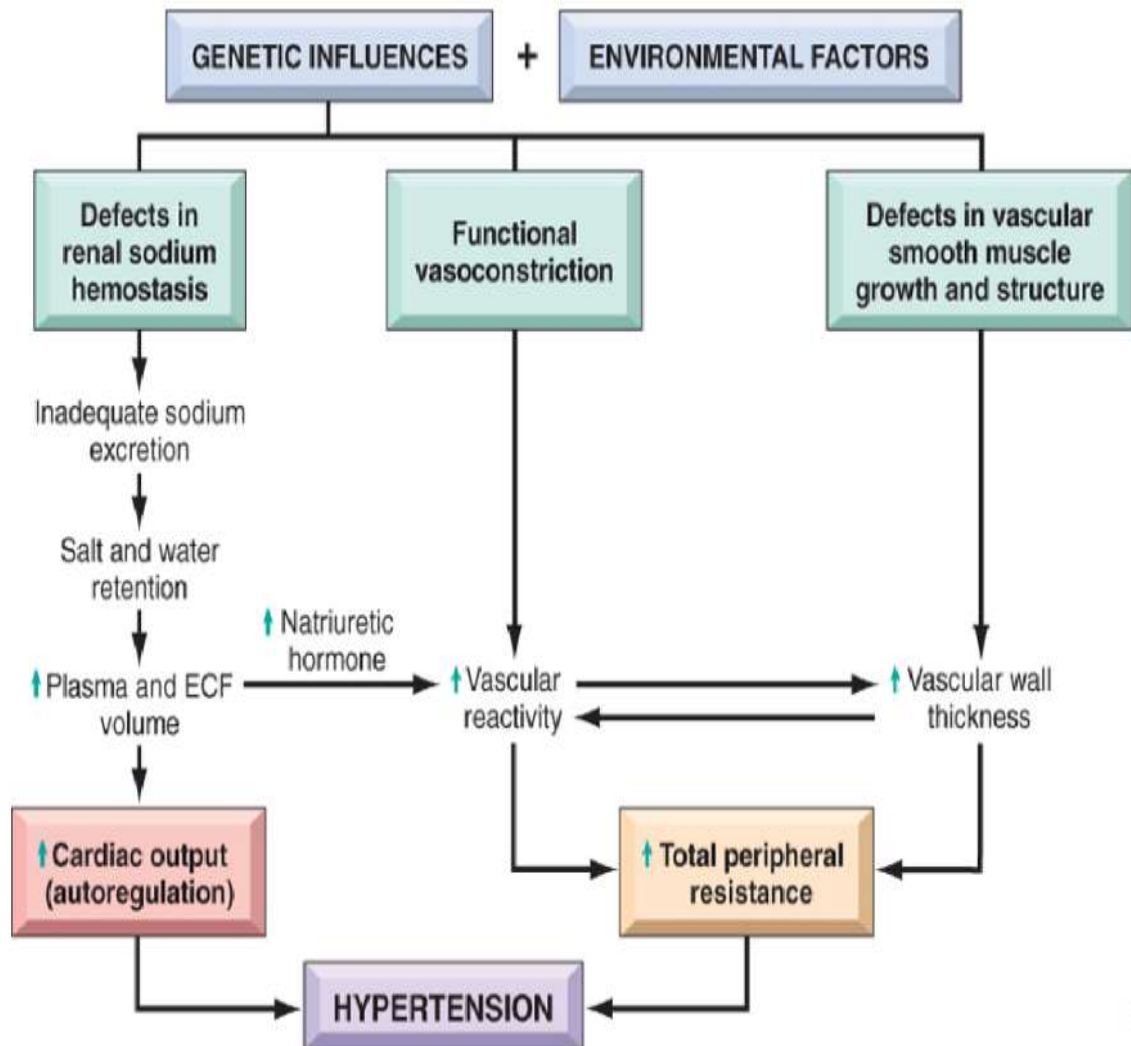 GENETIC INFLUENCES + ENVIRONMENTAL FACTORS
Defects in
renal sodium
hemostasis
Functional
vasoconstriction
Defects in vascular
smooth muscle
growth and structure
Inadequate sodium
excretion
Salt and water
retention
↑ Natriuretic
hormone
↑ Plasma and ECF
volume
↑ Vascular
reactivity
↑ Vascular wall
thickness
↑ Cardiac output
(autoregulation)
↑ Total peripheral
resistance
HYPERTENSION